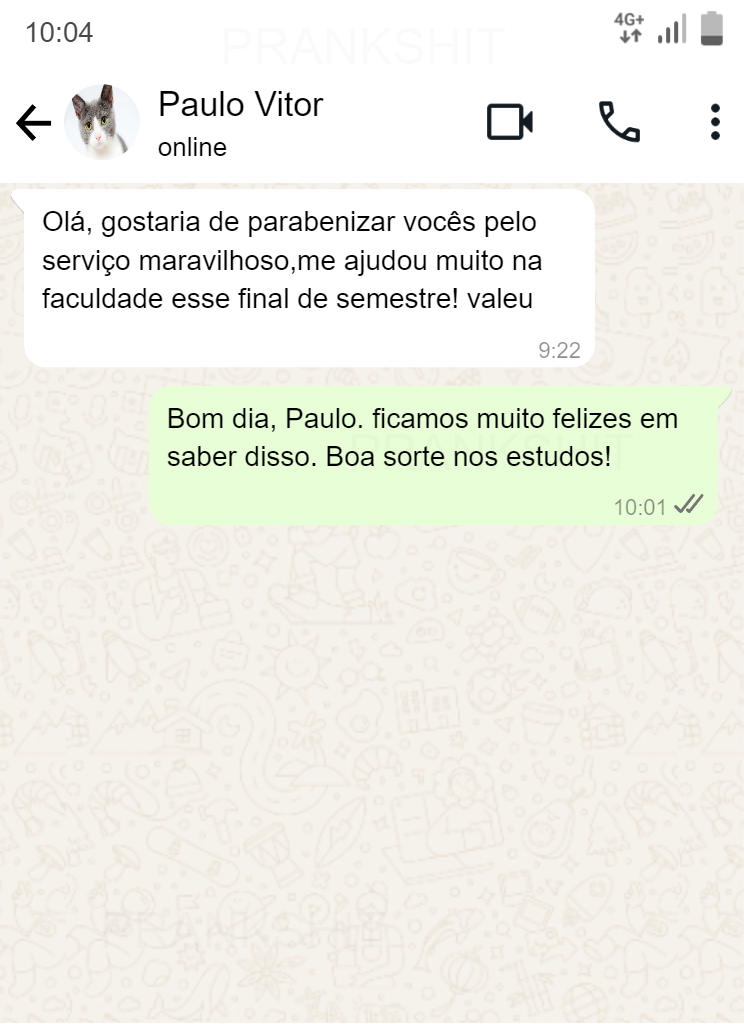 10:04
4G+
PRANKSHIT
Paulo Vitor
online
Olá, gostaria de parabenizar vocês pelo
serviço maravilhoso,me ajudou muito na
faculdade esse final de semestre! valeu
9:22
Bom dia, Paulo. ficamos muito felizes em
saber disso. Boa sorte nos estudos!
PRANKSHIT
10:01
PRANKSHIT